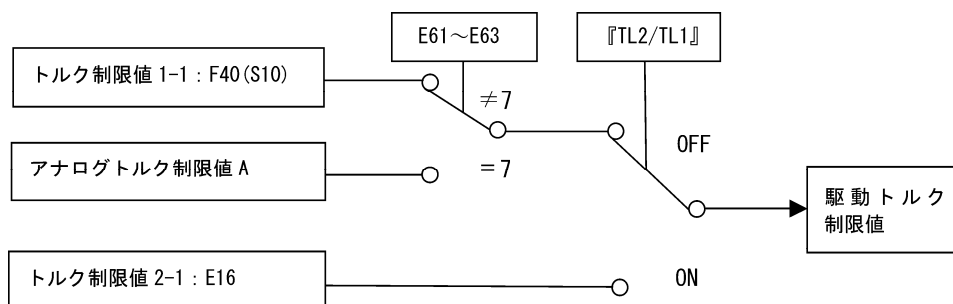 E61～E63
『TL2/TL1』
トルク制限値 1-1：F40(S10)
≠7
OFF
アナログトルク制限値 A
=7
駆動トルク
制限値
トルク制限値 2-1：E16
ON